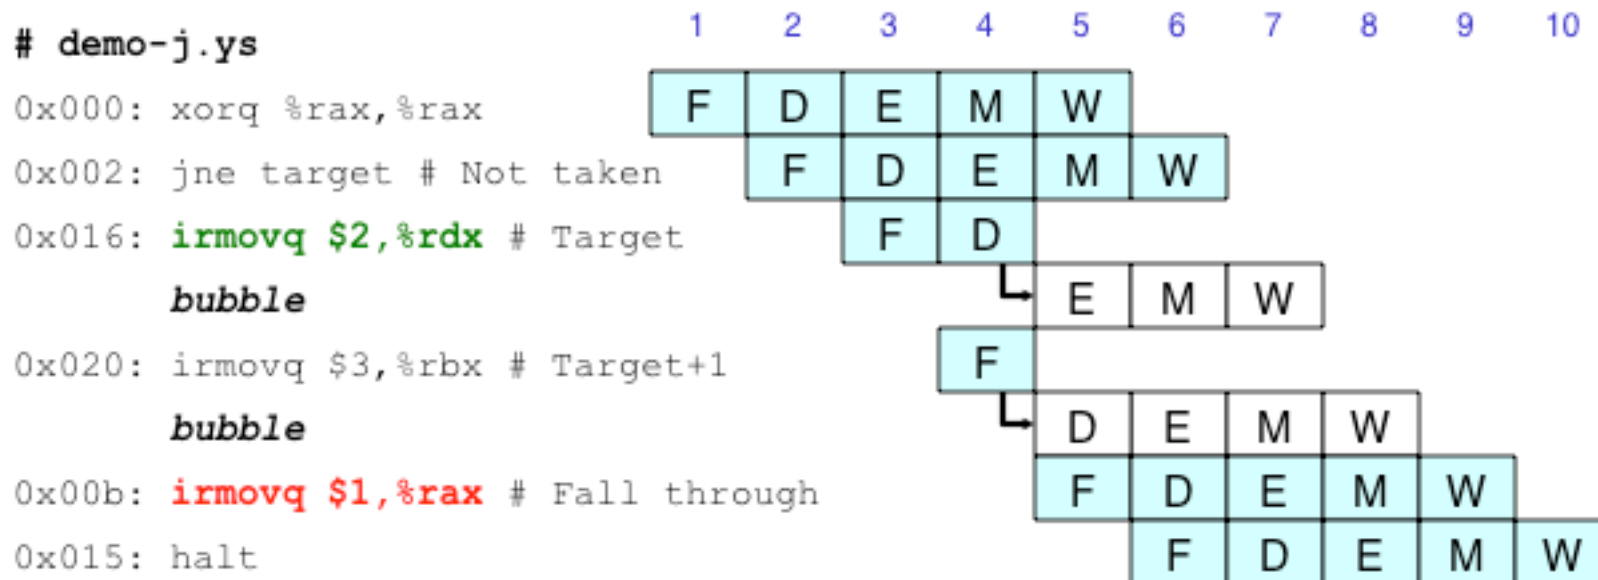 1 2 3 4 5 6 7 8 9 10
# demo-j.ys
0x000: xorq %rax,%rax F D E M W
0x002: jne target # Not taken F D E M W
0x016: irmovq $2,%rdx # Target F D
bubble E M W
0x020: irmovq $3,%rbx # Target+1 F
bubble D E M W
0x00b: irmovq $1,%rax # Fall through F D E M W
0x015: halt F D E M W